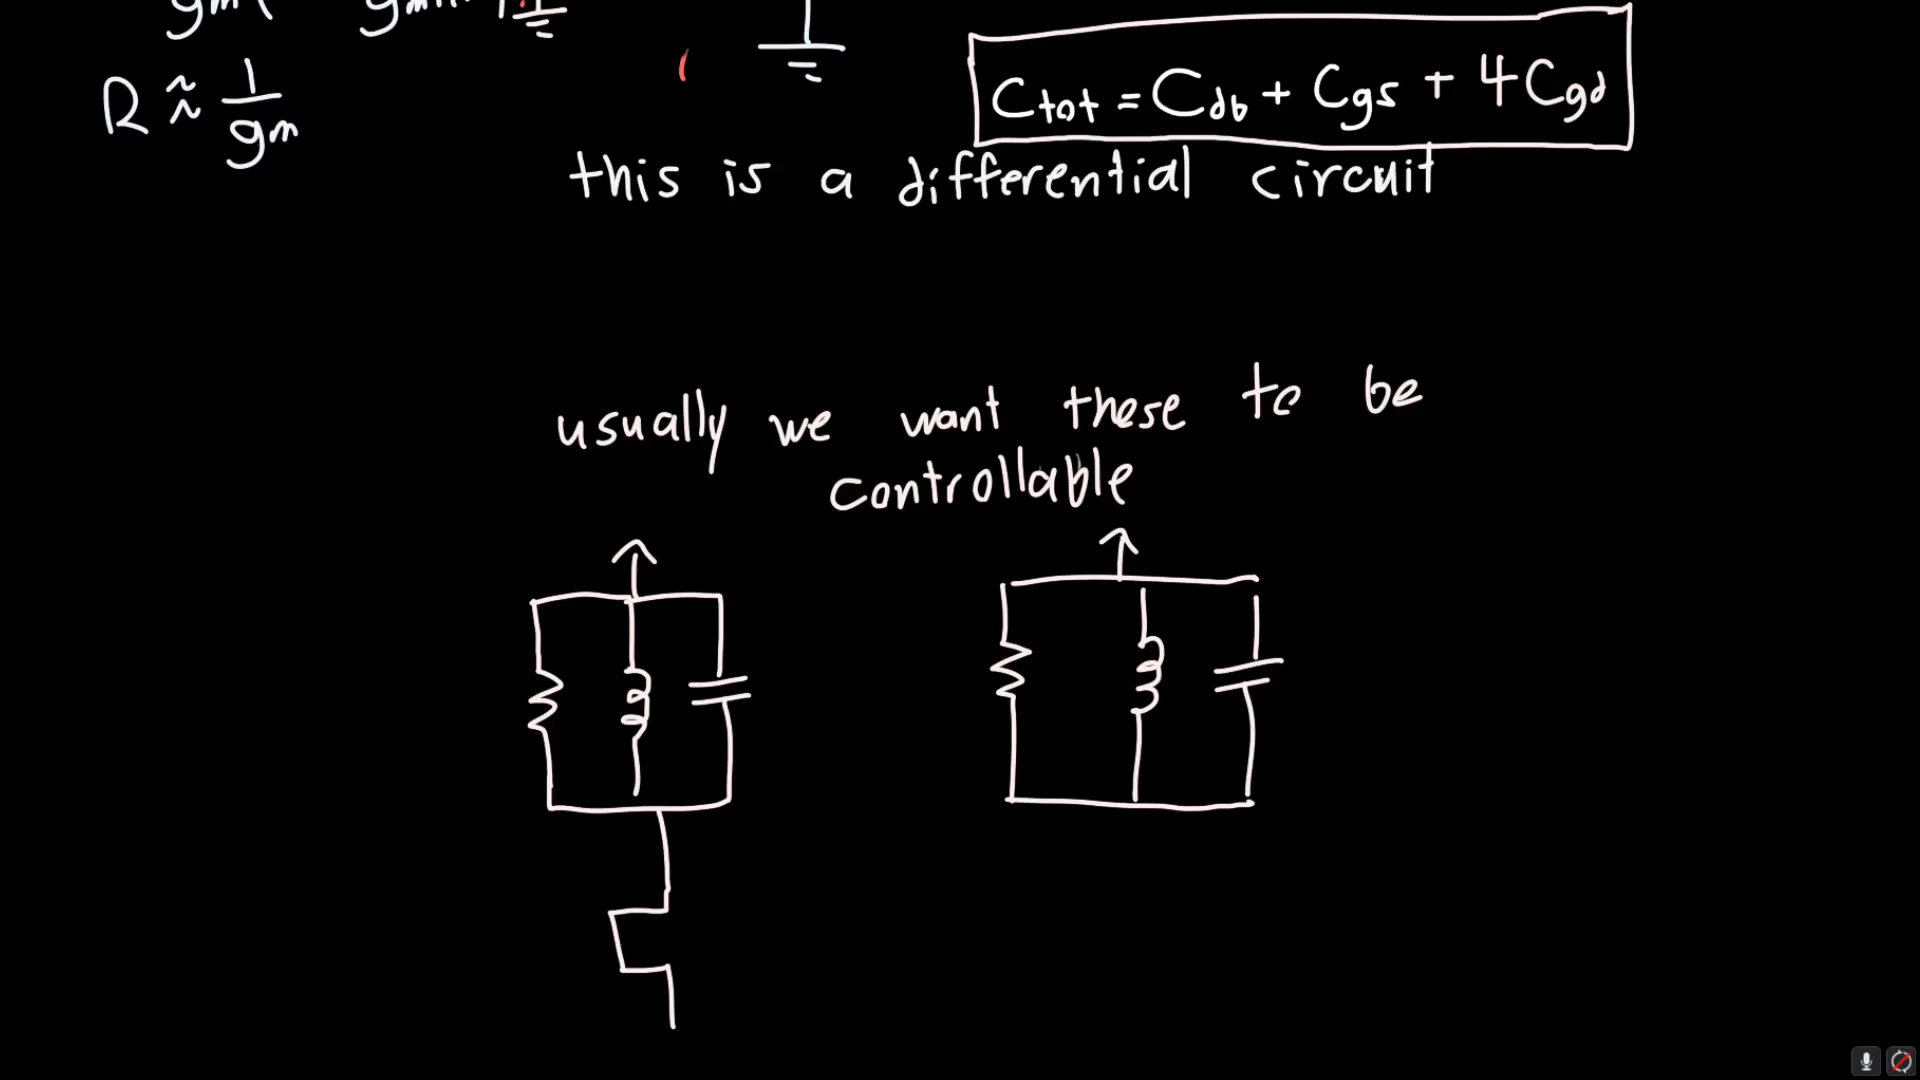 R ≈ 1/gm
Ctot = Cdb + Cgs + 4Cgd
this is a differential circuit
usually we want these to be
controllable